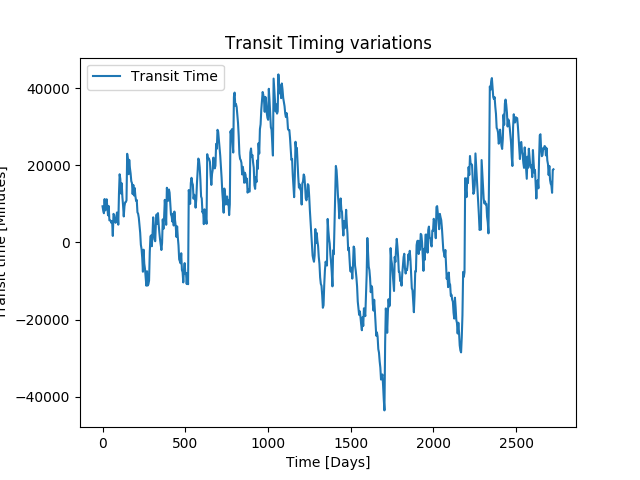 Transit Timing variations
Transit Time
40000
20000
0
−20000
−40000
Transit time [Minutes]
0 500 1000 1500 2000 2500
Time [Days]